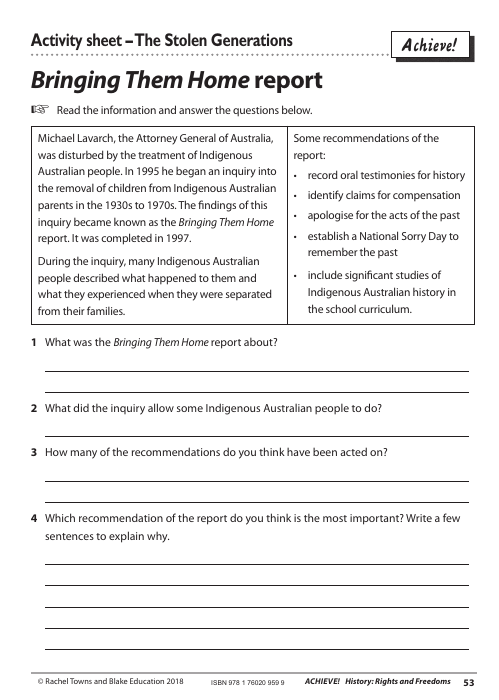 Activity sheet – The Stolen Generations
Achieve!
Bringing Them Home report
Read the information and answer the questions below.
Michael Lavarch, the Attorney General of Australia,
was disturbed by the treatment of Indigenous
Australian people. In 1995 he began an inquiry into
the removal of children from Indigenous Australian
parents in the 1930s to 1970s. The findings of this
inquiry became known as the Bringing Them Home
report. It was completed in 1997.
During the inquiry, many Indigenous Australian
people described what happened to them and
what they experienced when they were separated
from their families.
Some recommendations of the
report:
• record oral testimonies for history
• identify claims for compensation
• apologise for the acts of the past
• establish a National Sorry Day to
remember the past
• include significant studies of
Indigenous Australian history in
the school curriculum.
1 What was the Bringing Them Home report about?
2 What did the inquiry allow some Indigenous Australian people to do?
3 How many of the recommendations do you think have been acted on?
4 Which recommendation of the report do you think is the most important? Write a few
sentences to explain why.
© Rachel Towns and Blake Education 2018 ISBN 978 1 76020 959 9 ACHIEVE! History: Rights and Freedoms 53